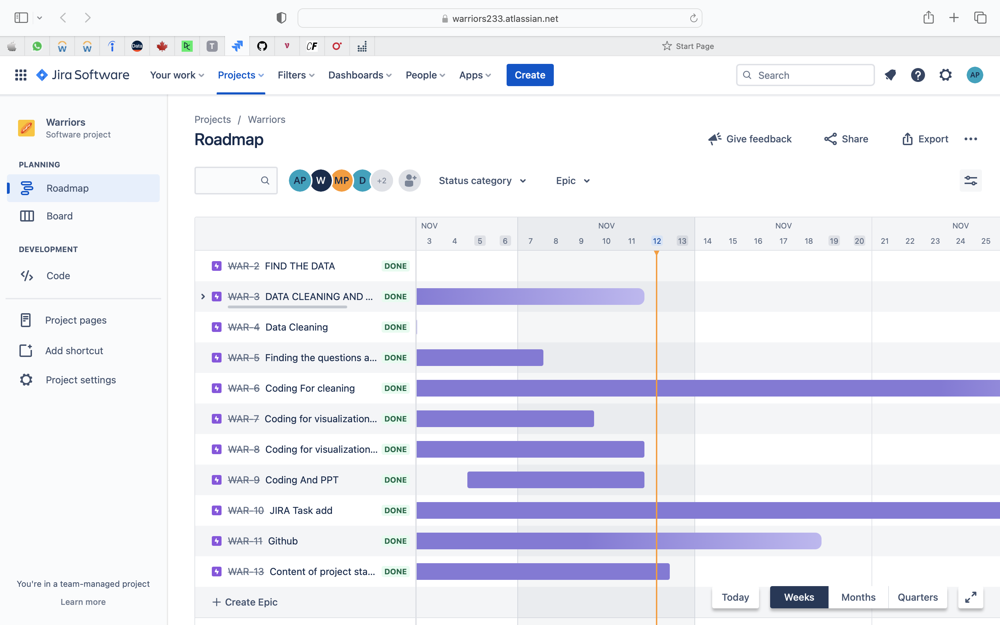 warriors233.atlassian.net
W W Data DC T V CF Start Page
Jira Software Your work Projects Filters Dashboards People Apps Create Search AP
Warriors
Software project
PLANNING
Roadmap
Board
DEVELOPMENT
Code
Project pages
Add shortcut
Project settings
You're in a team-managed project
Learn more
Projects / Warriors
Roadmap
Give feedback Share Export
AP W MP D +2 Status category Epic
NOV NOV NOV NOV
3 4 5 6 7 8 9 10 11 12 13 14 15 16 17 18 19 20 21 22 23 24 25
WAR-2 FIND THE DATA DONE
WAR-3 DATA CLEANING AND ... DONE
WAR-4 Data Cleaning DONE
WAR-5 Finding the questions a... DONE
WAR-6 Coding For cleaning DONE
WAR-7 Coding for visualization... DONE
WAR-8 Coding for visualization... DONE
WAR-9 Coding And PPT DONE
WAR-10 JIRA Task add DONE
WAR-11 Github DONE
WAR-13 Content of project sta... DONE
+ Create Epic
Today Weeks Months Quarters